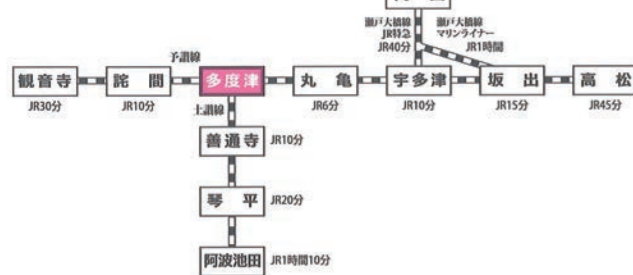 瀬戸大橋線
JR特急
JR40分
瀬戸大橋線
マリンライナー
JR1時間
予讃線
観音寺
詫間
多度津
丸亀
宇多津
坂出
高松
JR30分
JR10分
JR6分
JR10分
JR15分
JR45分
土讃線
善通寺
JR10分
琴平
JR20分
阿波池田
JR1時間10分